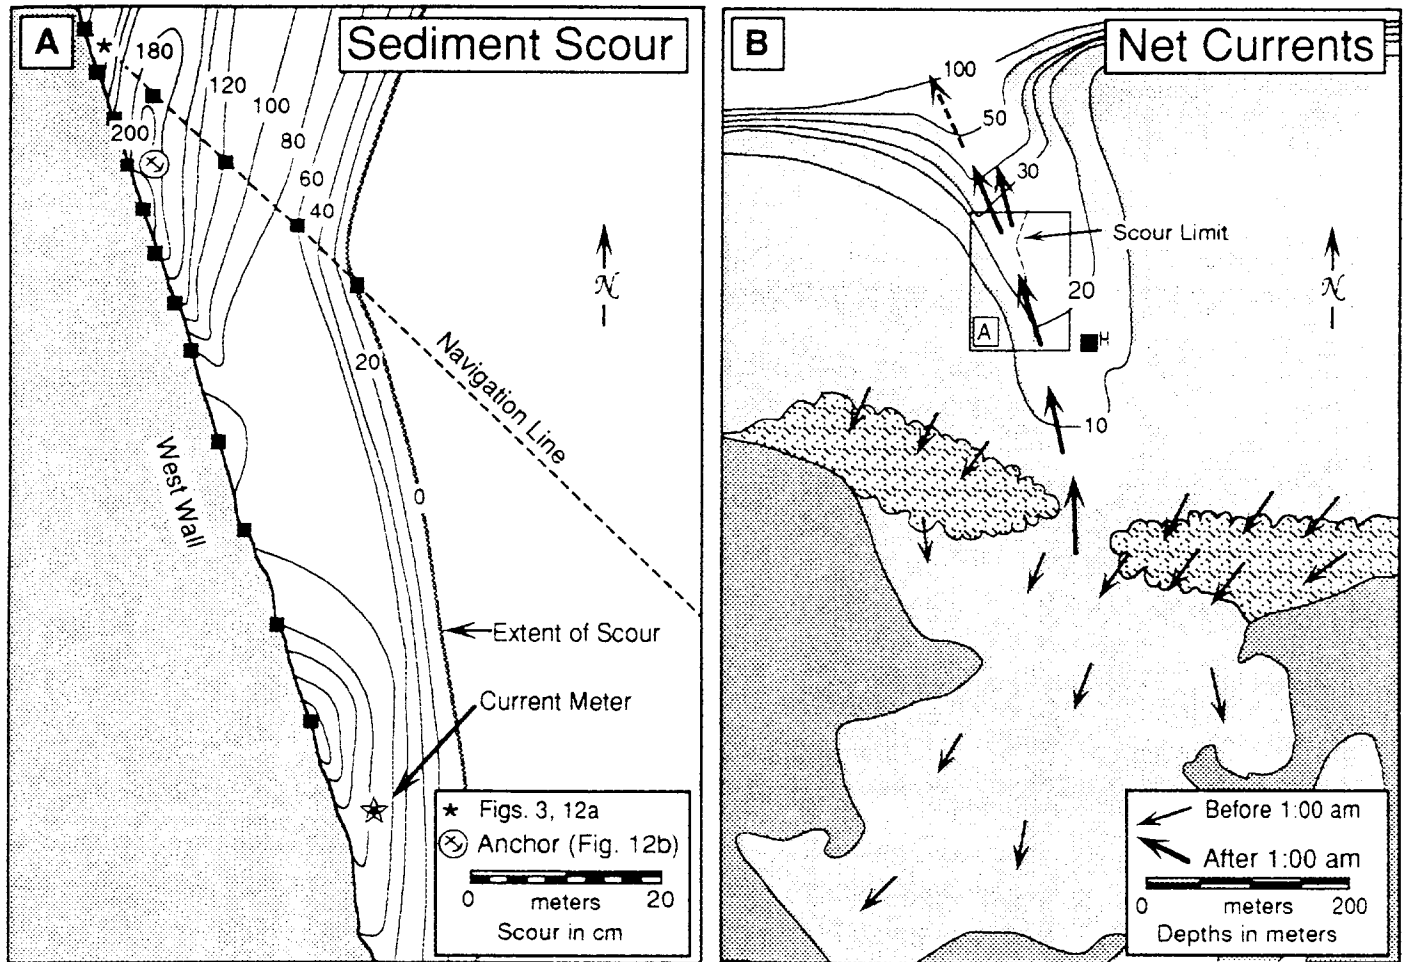 A
Sediment Scour
180
120
100
200
80
60
40
N
20
Navigation Line
0
West Wall
Extent of Scour
Current Meter
Figs. 3, 12a
Anchor (Fig. 12b)
0 meters 20
Scour in cm
B
Net Currents
100
50
30
Scour Limit
N
20
A
H
10
Before 1:00 am
After 1:00 am
0 meters 200
Depths in meters